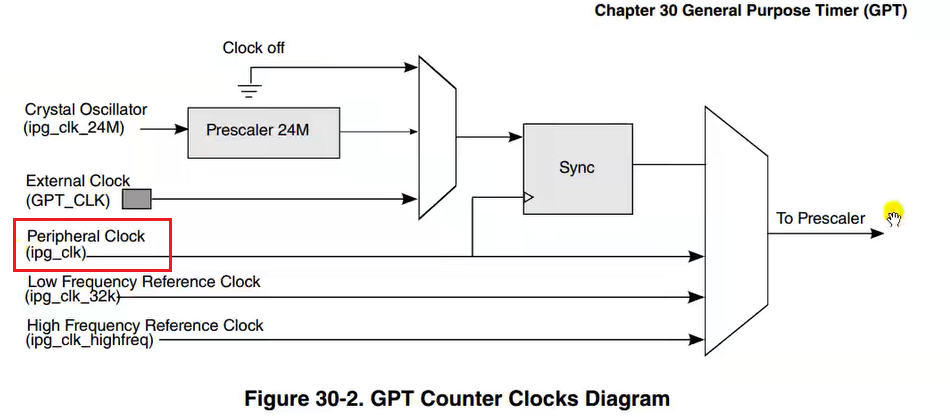 Chapter 30 General Purpose Timer (GPT)
Clock off
Crystal Oscillator
(ipg_clk_24M)
Prescaler 24M
Sync
External Clock
(GPT_CLK)
To Prescaler
Peripheral Clock
(ipg_clk)
Low Frequency Reference Clock
(ipg_clk_32k)
High Frequency Reference Clock
(ipg_clk_highfreq)
Figure 30-2. GPT Counter Clocks Diagram